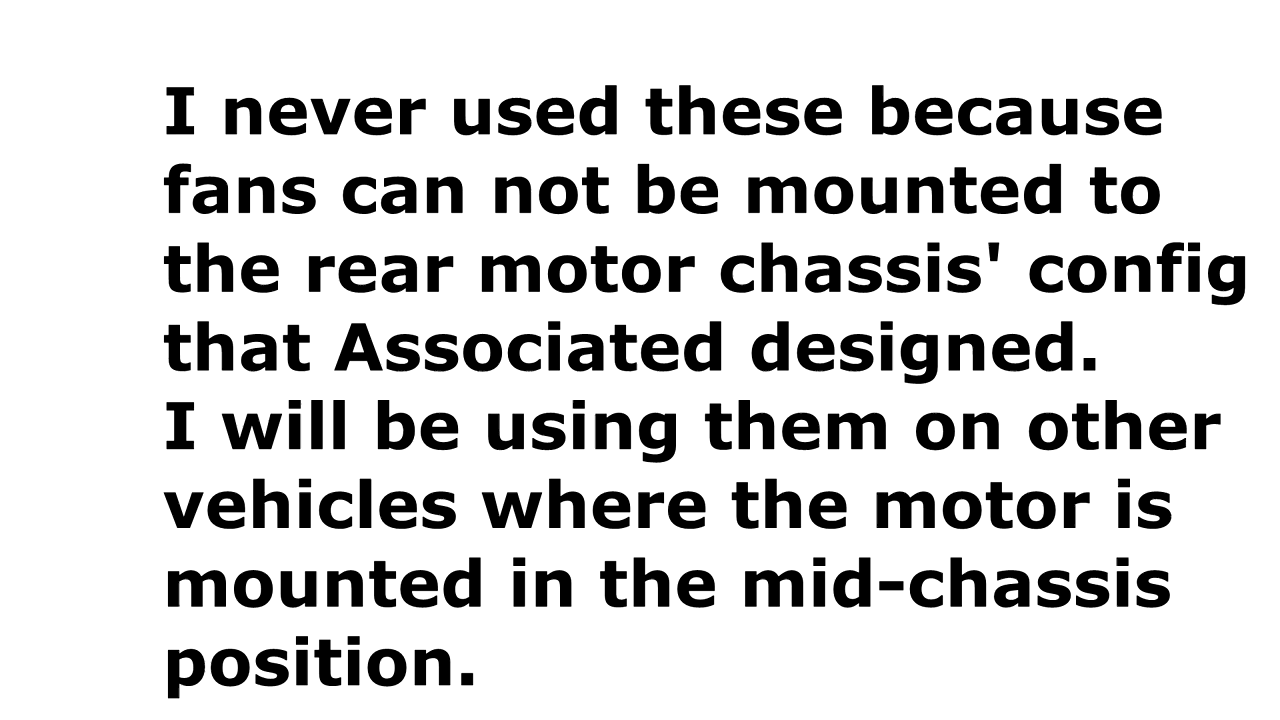 I never used these because
fans can not be mounted to
the rear motor chassis' config
that Associated designed.
I will be using them on other
vehicles where the motor is
mounted in the mid-chassis
position.